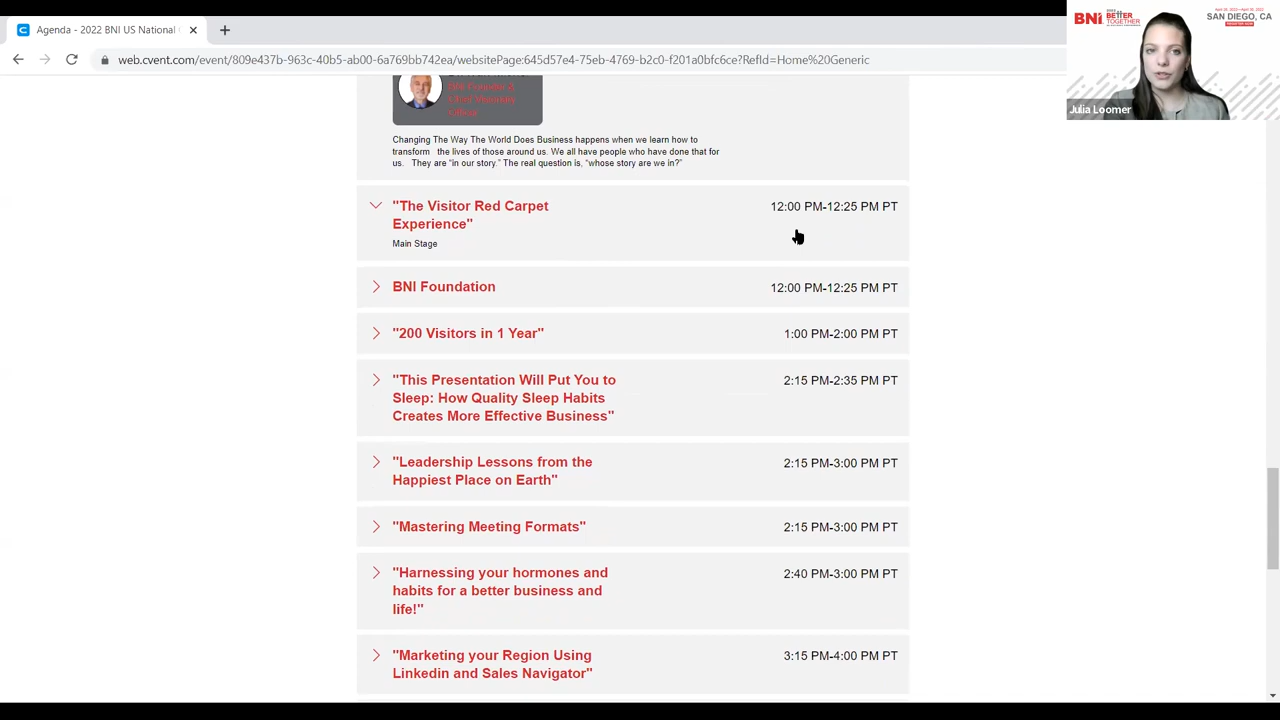 Agenda - 2022 BNI US National
web.cvent.com/event/809e437b-963c-40b5-ab00-6a769bb742ea/websitePage:645d57e4-75eb-4769-b2c0-f201a0bfc6ce?RefId=Home%20Generic
BNI
2022
BETTER
TOGETHER
SAN DIEGO, CA
Julia Loomer
BNI Founder &
Chief Visionary
Officer
Changing The Way The World Does Business happens when we learn how to
transform the lives of those around us. We all have people who have done that for
us. They are “in our story.” The real question is, “whose story are we in?”
"The Visitor Red Carpet
Experience"
12:00 PM-12:25 PM PT
Main Stage
BNI Foundation
12:00 PM-12:25 PM PT
"200 Visitors in 1 Year"
1:00 PM-2:00 PM PT
"This Presentation Will Put You to
Sleep: How Quality Sleep Habits
Creates More Effective Business"
2:15 PM-2:35 PM PT
"Leadership Lessons from the
Happiest Place on Earth"
2:15 PM-3:00 PM PT
"Mastering Meeting Formats"
2:15 PM-3:00 PM PT
"Harnessing your hormones and
habits for a better business and
life!"
2:40 PM-3:00 PM PT
"Marketing your Region Using
Linkedin and Sales Navigator"
3:15 PM-4:00 PM PT